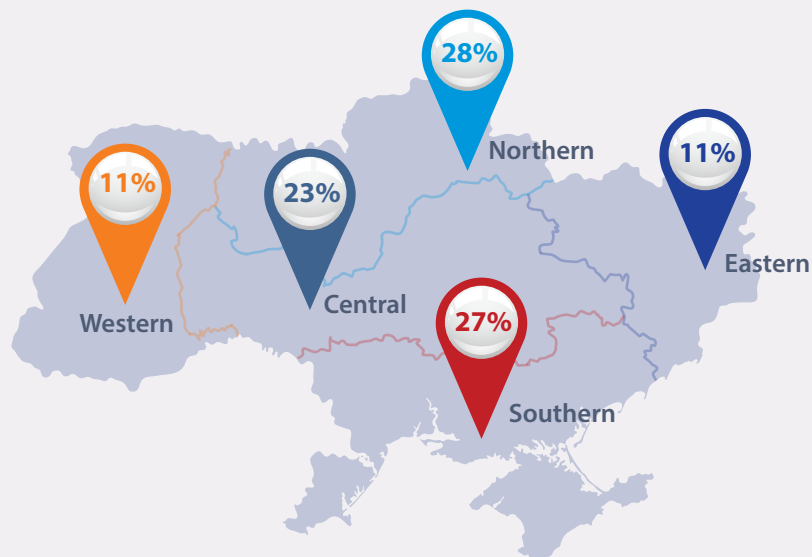 28%
Northern
11%
Eastern
11%
Western
23%
Central
27%
Southern